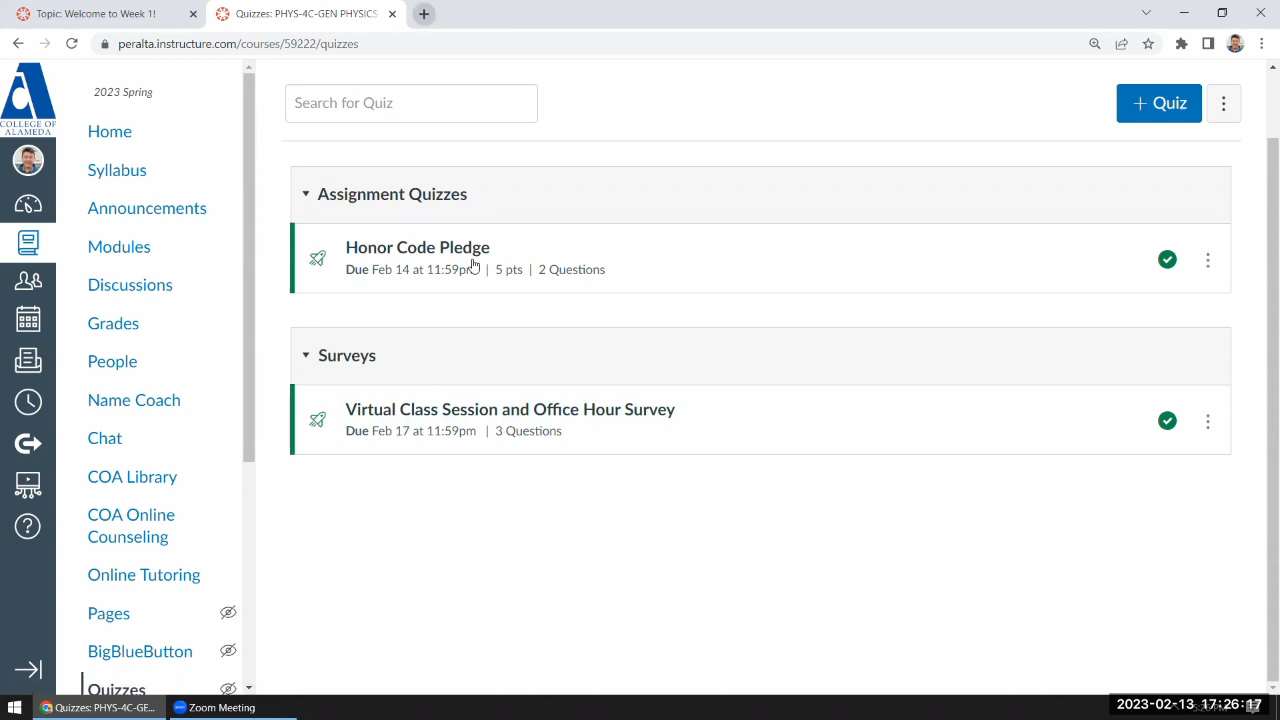 Topic: Welcome to Week 1!
Quizzes: PHYS-4C-GEN PHYSICS
peralta.instructure.com/courses/59222/quizzes
COLLEGE OF
ALAMEDA
2023 Spring
Home
Syllabus
Announcements
Modules
Discussions
Grades
People
Name Coach
Chat
COA Library
COA Online
Counseling
Online Tutoring
Pages
BigBlueButton
Quizzes
Search for Quiz
+ Quiz
Assignment Quizzes
Honor Code Pledge
Due Feb 14 at 11:59pm | 5 pts | 2 Questions
Surveys
Virtual Class Session and Office Hour Survey
Due Feb 17 at 11:59pm | 3 Questions
Quizzes: PHYS-4C-GE...
Zoom Meeting
2023-02-13 17:26:17